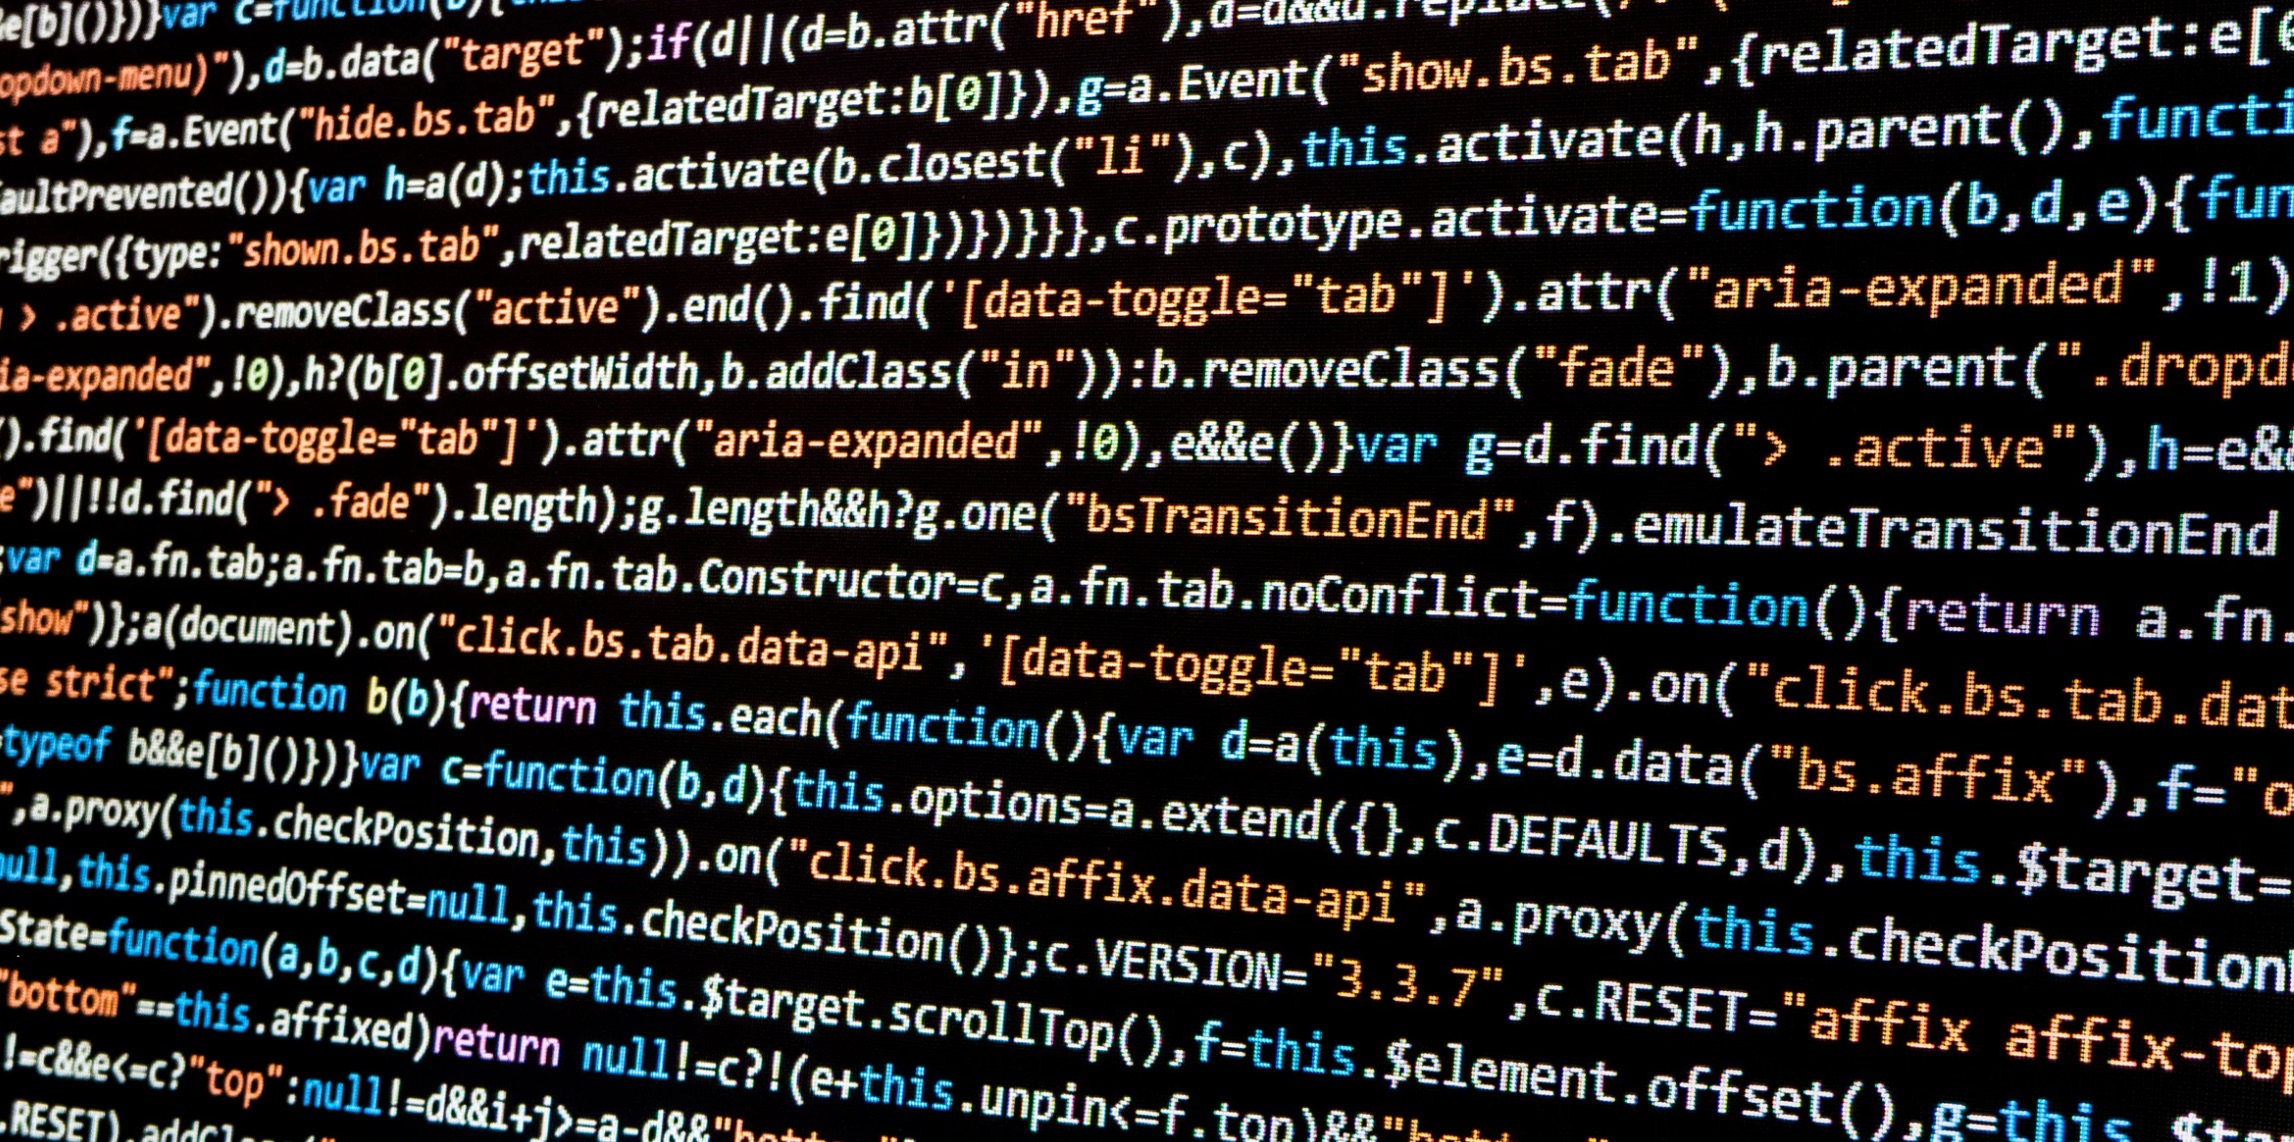 e[b]()})}var c=function(b){
opdown-menu)"),d=b.data("target");if(d||(d=b.attr("href"),d=d&&d.replace(
st a"),f=a.Event("hide.bs.tab",{relatedTarget:b[0]}),g=a.Event("show.bs.tab",{relatedTarget:e[
aultPrevented()){var h=a(d);this.activate(b.closest("li"),c),this.activate(h,h.parent(),functi
rigger({type:"shown.bs.tab",relatedTarget:e[0]})})}}},c.prototype.activate=function(b,d,e){fun
> .active").removeClass("active").end().find('[data-toggle="tab"]').attr("aria-expanded",!1)
ia-expanded",!0),h?(b[0].offsetWidth,b.addClass("in")):b.removeClass("fade"),b.parent(".dropd
().find('[data-toggle="tab"]').attr("aria-expanded",!0),e&&e()}var g=d.find("> .active"),h=e&&
e")||!!d.find("> .fade").length);g.length&&h?g.one("bsTransitionEnd",f).emulateTransitionEnd
;var d=a.fn.tab;a.fn.tab=b,a.fn.tab.Constructor=c,a.fn.tab.noConflict=function(){return a.fn.
show")};a(document).on("click.bs.tab.data-api",'[data-toggle="tab"]',e).on("click.bs.tab.dat
se strict";function b(b){return this.each(function(){var d=a(this),e=d.data("bs.affix"),f="o
typeof b&&e[b]()})}var c=function(b,d){this.options=a.extend({},c.DEFAULTS,d),this.$target=
",a.proxy(this.checkPosition,this)).on("click.bs.affix.data-api",a.proxy(this.checkPosition
null,this.pinnedOffset=null,this.checkPosition()};c.VERSION="3.3.7",c.RESET="affix affix-top
State=function(a,b,c,d){var e=this.$target.scrollTop(),f=this.$element.offset(),g=this.$ta
"bottom"==this.affixed)return null!=c?!(e+this.unpin<=f.top)&&"bott
!=c&&e<=c?"top":null!=d&&i+j>=a-d&&"bott
.RESET).addCl